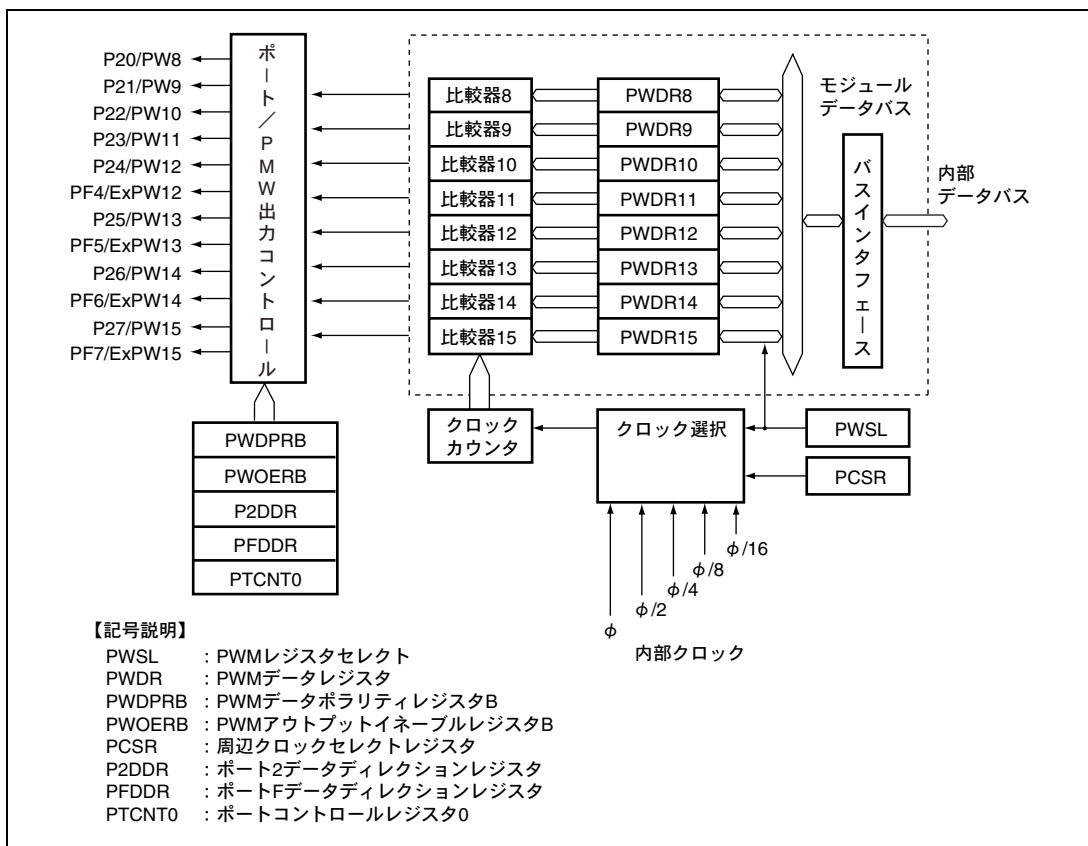 P20/PW8
P21/PW9
P22/PW10
P23/PW11
P24/PW12
PF4/ExPW12
P25/PW13
PF5/ExPW13
P26/PW14
PF6/ExPW14
P27/PW15
PF7/ExPW15
ポート／PMW出力コントロール
比較器8
比較器9
比較器10
比較器11
比較器12
比較器13
比較器14
比較器15
PWDR8
PWDR9
PWDR10
PWDR11
PWDR12
PWDR13
PWDR14
PWDR15
モジュール
データバス
バスインタフェース
内部
データバス
クロック
カウンタ
クロック選択
PWSL
PCSR
PWDPRB
PWOERB
P2DDR
PFDDR
PTCNT0
φ/16
φ/8
φ/4
φ/2
φ
内部クロック
【記号説明】
PWSL : PWMレジスタセレクト
PWDR : PWMデータレジスタ
PWDPRB : PWMデータポラリティレジスタB
PWOERB : PWMアウトプットイネーブルレジスタB
PCSR : 周辺クロックセレクトレジスタ
P2DDR : ポート2データディレクションレジスタ
PFDDR : ポートFデータディレクションレジスタ
PTCNT0 : ポートコントロールレジスタ0